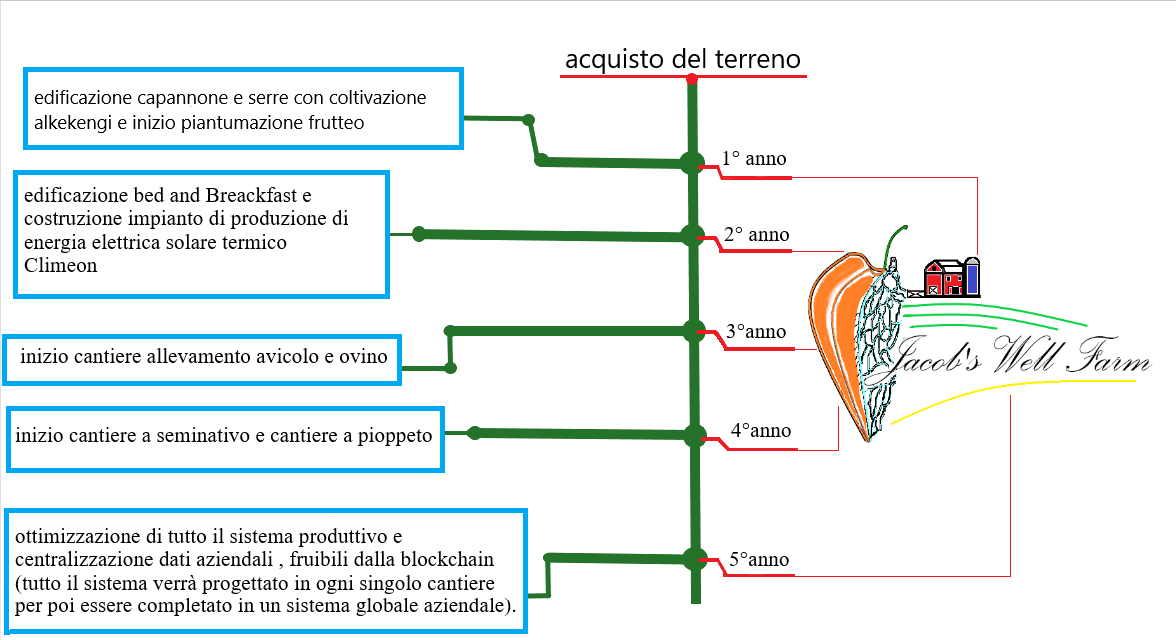 acquisto del terreno
edificazione capannone e serre con coltivazione
alkekengi e inizio piantumazione frutteo
1° anno
edificazione bed and Breackfast e
costruzione impianto di produzione di
energia elettrica solare termico
Climeon
2° anno
inizio cantiere allevamento avicolo e ovino
3°anno
Jacob's Well Farm
inizio cantiere a seminativo e cantiere a pioppeto
4°anno
ottimizzazione di tutto il sistema produttivo e
centralizzazione dati aziendali , fruibili dalla blockchain
(tutto il sistema verrà progettato in ogni singolo cantiere
per poi essere completato in un sistema globale aziendale).
5°anno